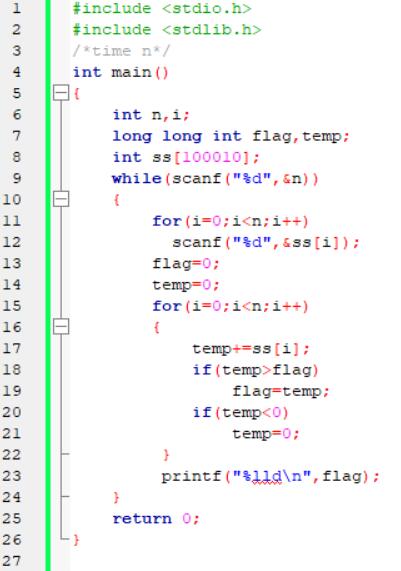 1 #include <stdio.h>
2 #include <stdlib.h>
3 /*time n*/
4 int main()
5 {
6 int n,i;
7 long long int flag,temp;
8 int ss[100010];
9 while(scanf("%d",&n))
10 {
11 for(i=0;i<n;i++)
12 scanf("%d",&ss[i]);
13 flag=0;
14 temp=0;
15 for(i=0;i<n;i++)
16 {
17 temp+=ss[i];
18 if(temp>flag)
19 flag=temp;
20 if(temp<0)
21 temp=0;
22 }
23 printf("%lld\n",flag);
24 }
25 return 0;
26 }
27